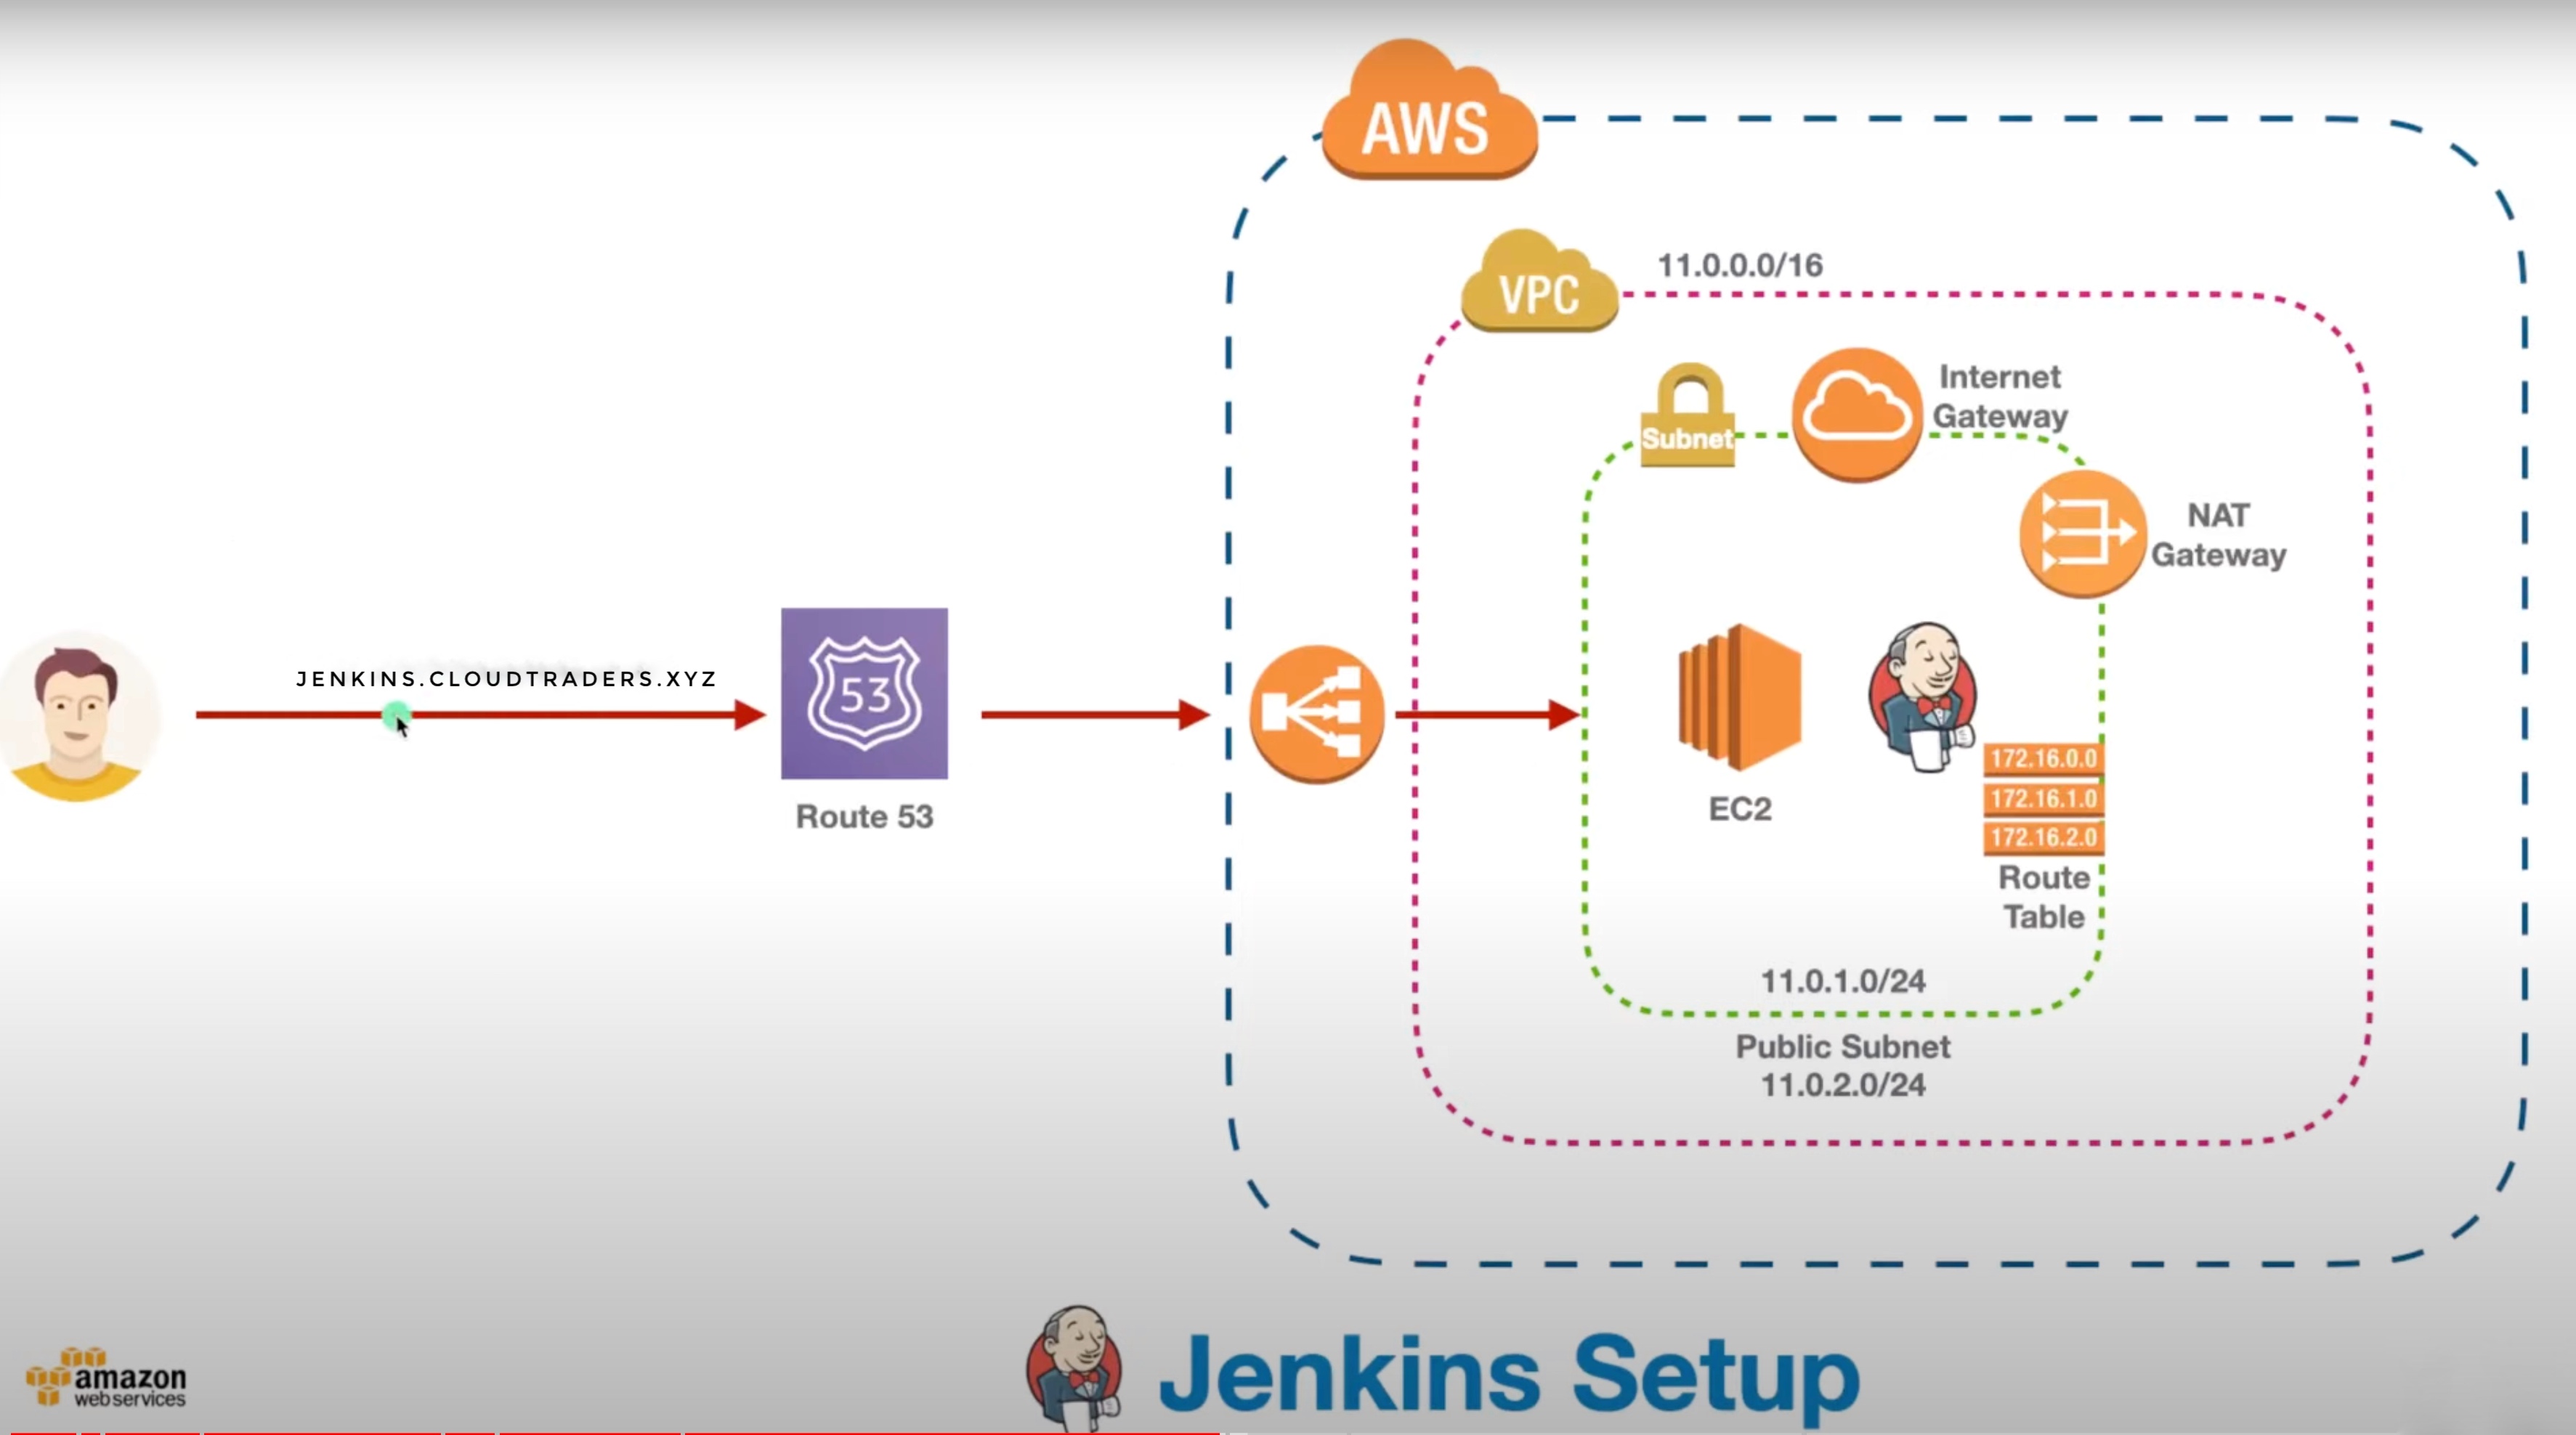 AWS
VPC
11.0.0.0/16
Subnet
Internet
Gateway
NAT
Gateway
JENKINS.CLOUDTRADERS.XYZ
53
Route 53
EC2
172.16.0.0
172.16.1.0
172.16.2.0
Route
Table
11.0.1.0/24
Public Subnet
11.0.2.0/24
amazon
webservices
Jenkins Setup